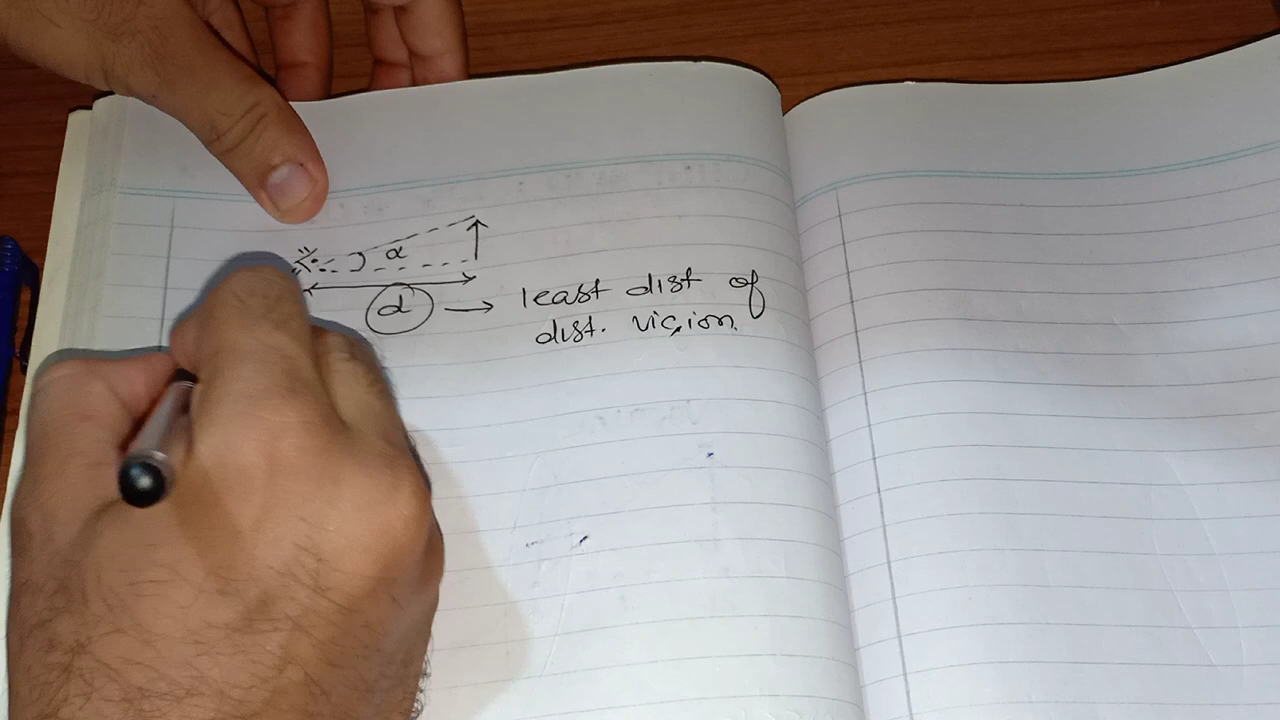 α
d → least dist of
dist. vision.